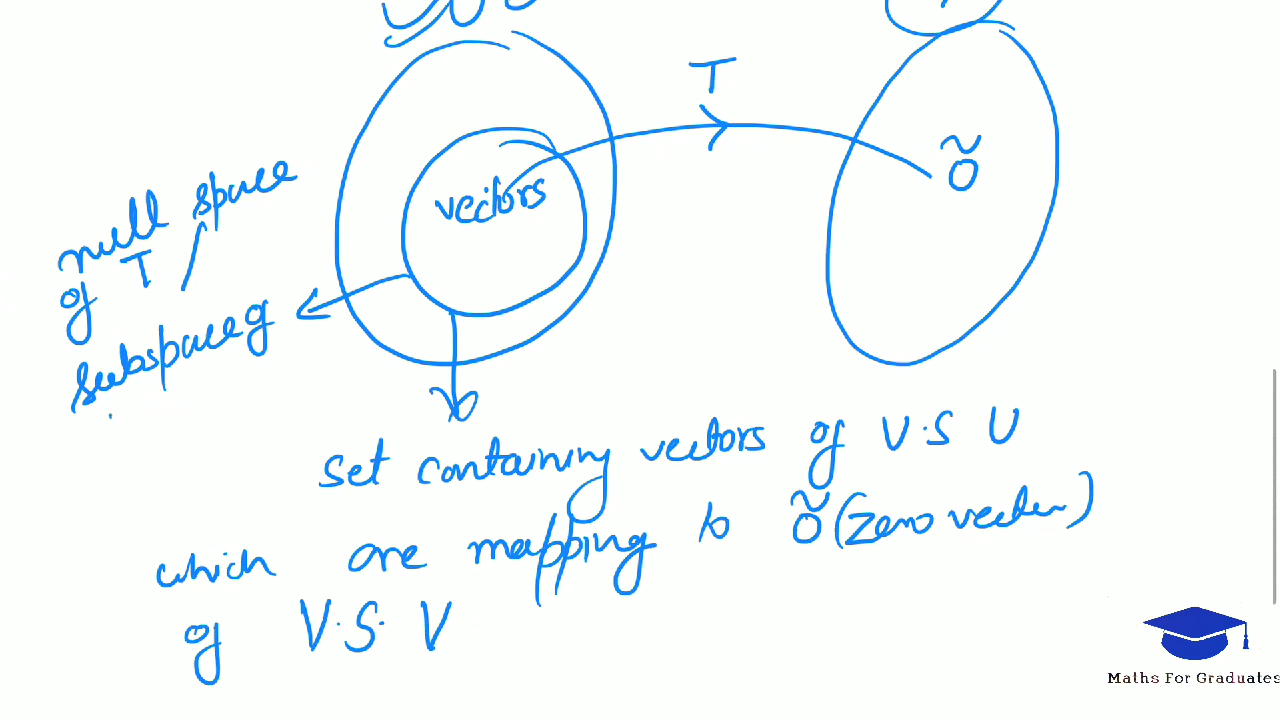 T
õ
vectors
null space
of T
subspace of
set containing vectors of V.S U
which are mapping to õ (zero vector)
of V.S. V
Maths For Graduates